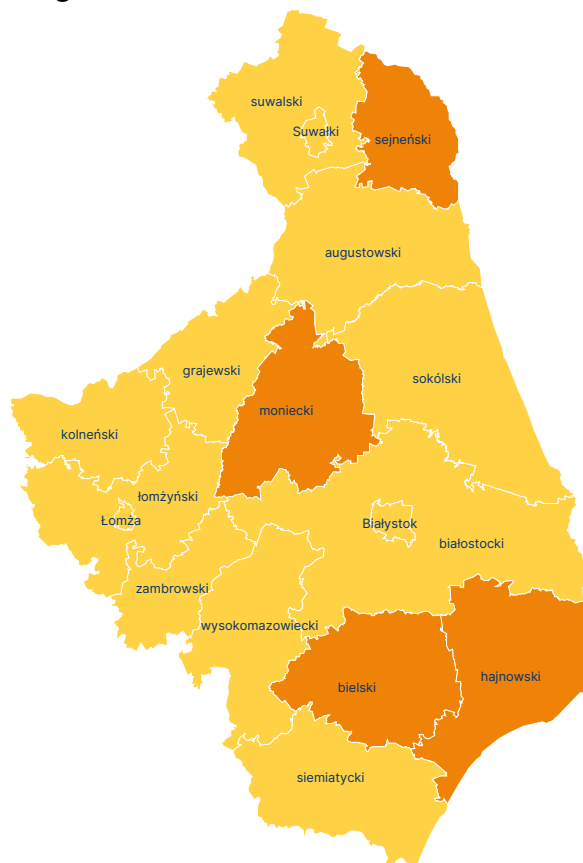 suwalski
Suwałki
sejneński
augustowski
grajewski
sokólski
moniecki
kolneński
łomżyński
Łomża
Białystok
białostocki
zambrowski
wysokomazowiecki
hajnowski
bielski
siemiatycki